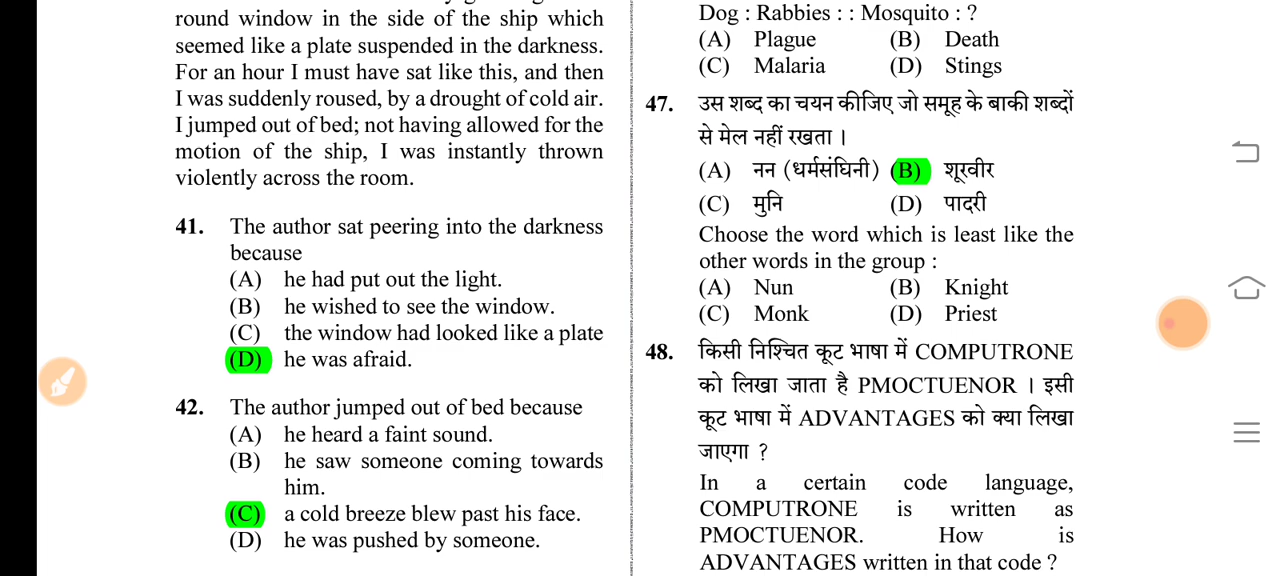 round window in the side of the ship which
seemed like a plate suspended in the darkness.
For an hour I must have sat like this, and then
I was suddenly roused, by a drought of cold air.
I jumped out of bed; not having allowed for the
motion of the ship, I was instantly thrown
violently across the room.
41. The author sat peering into the darkness
because
(A) he had put out the light.
(B) he wished to see the window.
(C) the window had looked like a plate
(D) he was afraid.
42. The author jumped out of bed because
(A) he heard a faint sound.
(B) he saw someone coming towards
him.
(C) a cold breeze blew past his face.
(D) he was pushed by someone.
Dog : Rabbies : : Mosquito : ?
(A) Plague (B) Death
(C) Malaria (D) Stings
47. उस शब्द का चयन कीजिए जो समूह के बाकी शब्दों
से मेल नहीं रखता ।
(A) नन (धर्मसंघिनी) (B) शूरवीर
(C) मुनि (D) पादरी
Choose the word which is least like the
other words in the group :
(A) Nun (B) Knight
(C) Monk (D) Priest
48. किसी निश्चित कूट भाषा में COMPUTRONE
को लिखा जाता है PMOCTUENOR । इसी
कूट भाषा में ADVANTAGES को क्या लिखा
जाएगा ?
In a certain code language,
COMPUTRONE is written as
PMOCTUENOR. How is
ADVANTAGES written in that code ?